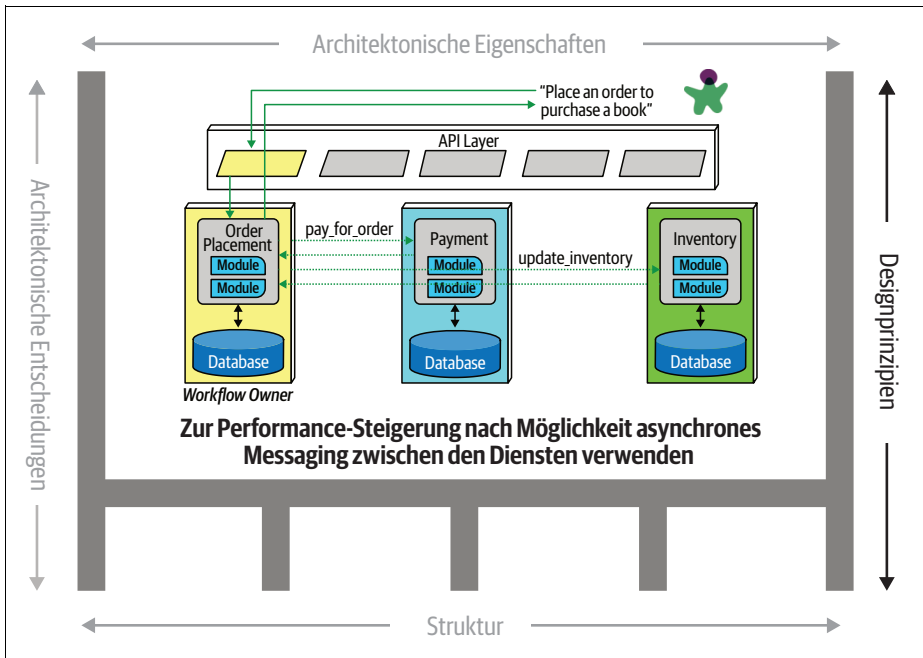 Architektonische Eigenschaften
Architektonische Entscheidungen
Designprinzipien
“Place an order to
purchase a book”
API Layer
Order
Placement
Module
Module
Database
Workflow Owner
pay_for_order
Payment
Module
Module
Database
update_inventory
Inventory
Module
Module
Database
Zur Performance-Steigerung nach Möglichkeit asynchrones
Messaging zwischen den Diensten verwenden
Struktur